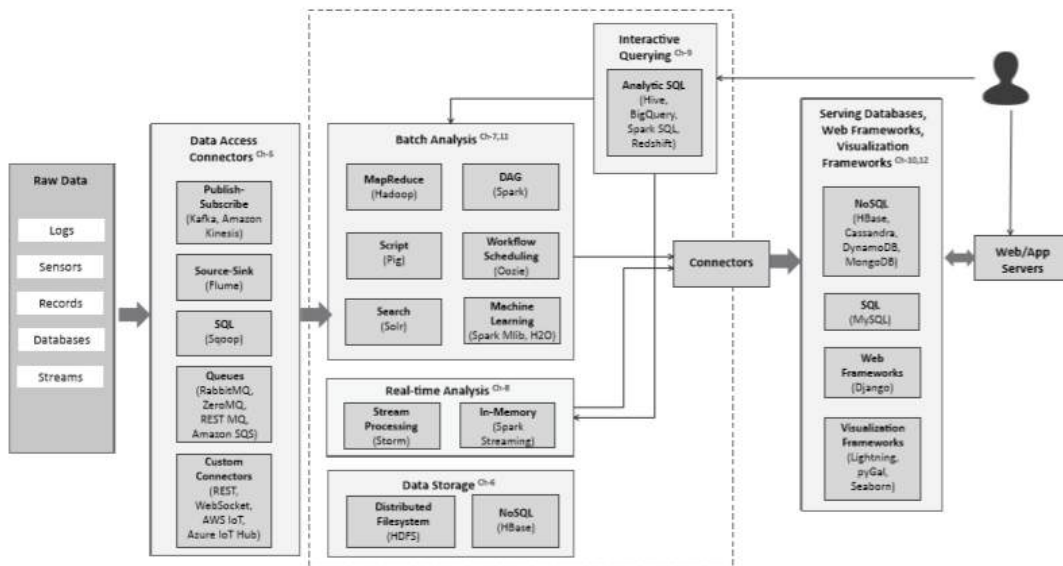 Raw Data
Logs
Sensors
Records
Databases
Streams
Data Access
Connectors Ch-5
Publish-
Subscribe
(Kafka, Amazon
Kinesis)
Source-Sink
(Flume)
SQL
(Sqoop)
Queues
(RabbitMQ,
ZeroMQ,
REST MQ,
Amazon SQS)
Custom
Connectors
(REST,
WebSocket,
AWS IoT,
Azure IoT Hub)
Batch Analysis Ch-7,11
MapReduce
(Hadoop)
DAG
(Spark)
Script
(Pig)
Workflow
Scheduling
(Oozie)
Search
(Solr)
Machine
Learning
(Spark Mlib, H2O)
Real-time Analysis Ch-8
Stream
Processing
(Storm)
In-Memory
(Spark
Streaming)
Data Storage Ch-6
Distributed
Filesystem
(HDFS)
NoSQL
(HBase)
Interactive
Querying Ch-9
Analytic SQL
(Hive,
BigQuery,
Spark SQL,
Redshift)
Connectors
Serving Databases,
Web Frameworks,
Visualization
Frameworks Ch-10,12
NoSQL
(HBase,
Cassandra,
DynamoDB,
MongoDB)
SQL
(MySQL)
Web
Frameworks
(Django)
Visualization
Frameworks
(Lightning,
pyGal,
Seaborn)
Web/App
Servers